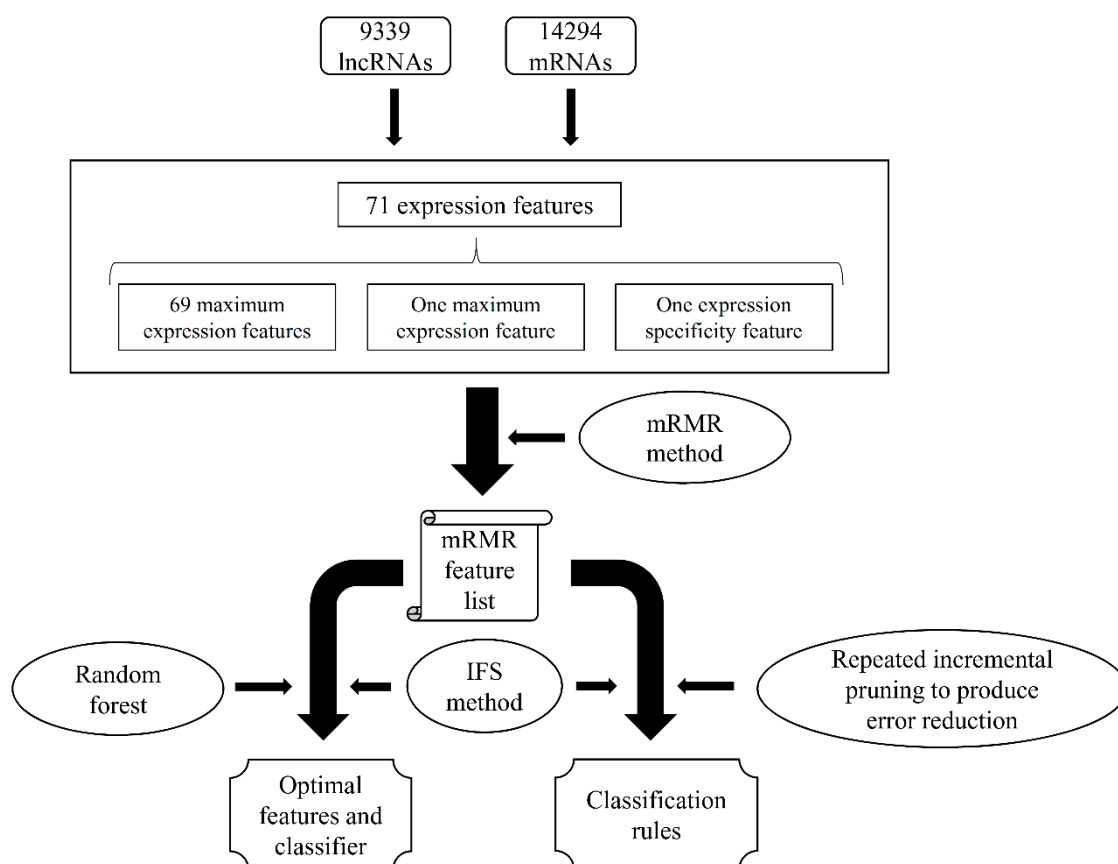 9339
lncRNAs
14294
mRNAs
71 expression features
69 maximum
expression features
One maximum
expression feature
One expression
specificity feature
mRMR
method
mRMR
feature
list
Random
forest
IFS
method
Repeated incremental
pruning to produce
error reduction
Optimal
features and
classifier
Classification
rules